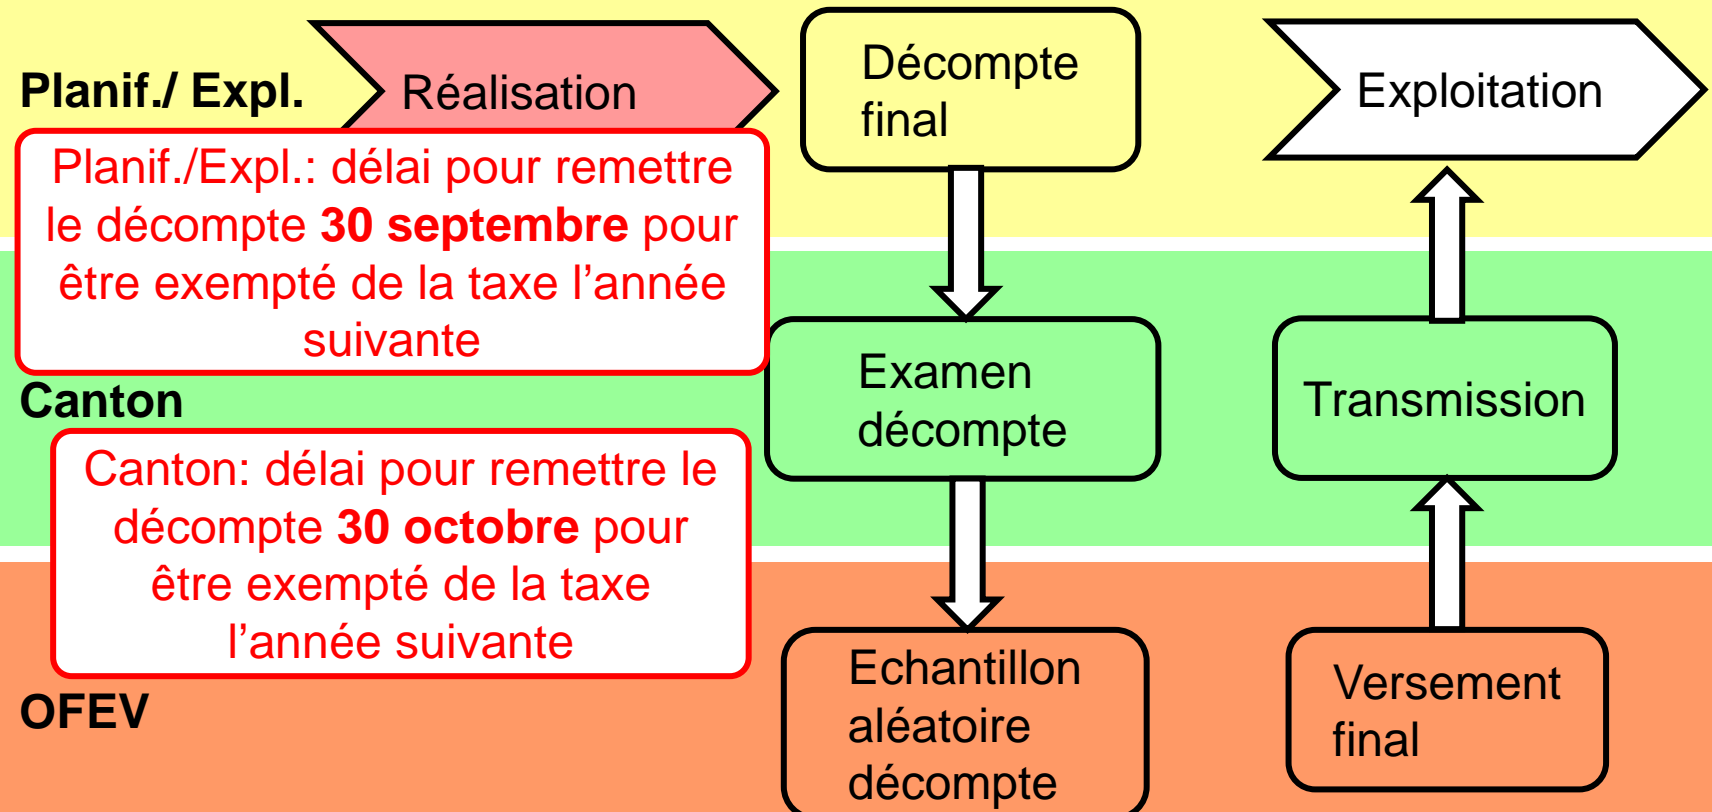 Planif./ Expl.
Réalisation
Décompte
final
Exploitation
Planif./Expl.: délai pour remettre
le décompte 30 septembre pour
être exempté de la taxe l’année
suivante
Canton
Examen
décompte
Transmission
Canton: délai pour remettre le
décompte 30 octobre pour
être exempté de la taxe
l’année suivante
OFEV
Echantillon
aléatoire
décompte
Versement
final